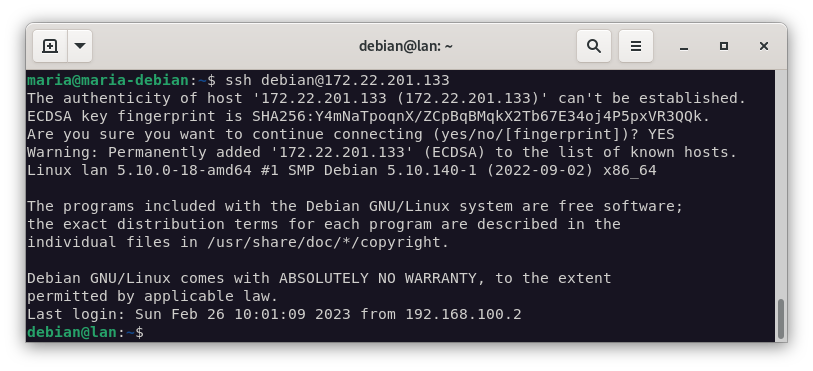 debian@lan: ~
maria@maria-debian:~$ ssh debian@172.22.201.133
The authenticity of host '172.22.201.133 (172.22.201.133)' can't be established.
ECDSA key fingerprint is SHA256:Y4mNaTpoqnX/ZCpBqBMqkX2Tb67E34oj4P5pxVR3QQk.
Are you sure you want to continue connecting (yes/no/[fingerprint])? YES
Warning: Permanently added '172.22.201.133' (ECDSA) to the list of known hosts.
Linux lan 5.10.0-18-amd64 #1 SMP Debian 5.10.140-1 (2022-09-02) x86_64
The programs included with the Debian GNU/Linux system are free software;
the exact distribution terms for each program are described in the
individual files in /usr/share/doc/*/copyright.
Debian GNU/Linux comes with ABSOLUTELY NO WARRANTY, to the extent
permitted by applicable law.
Last login: Sun Feb 26 10:01:09 2023 from 192.168.100.2
debian@lan:~$